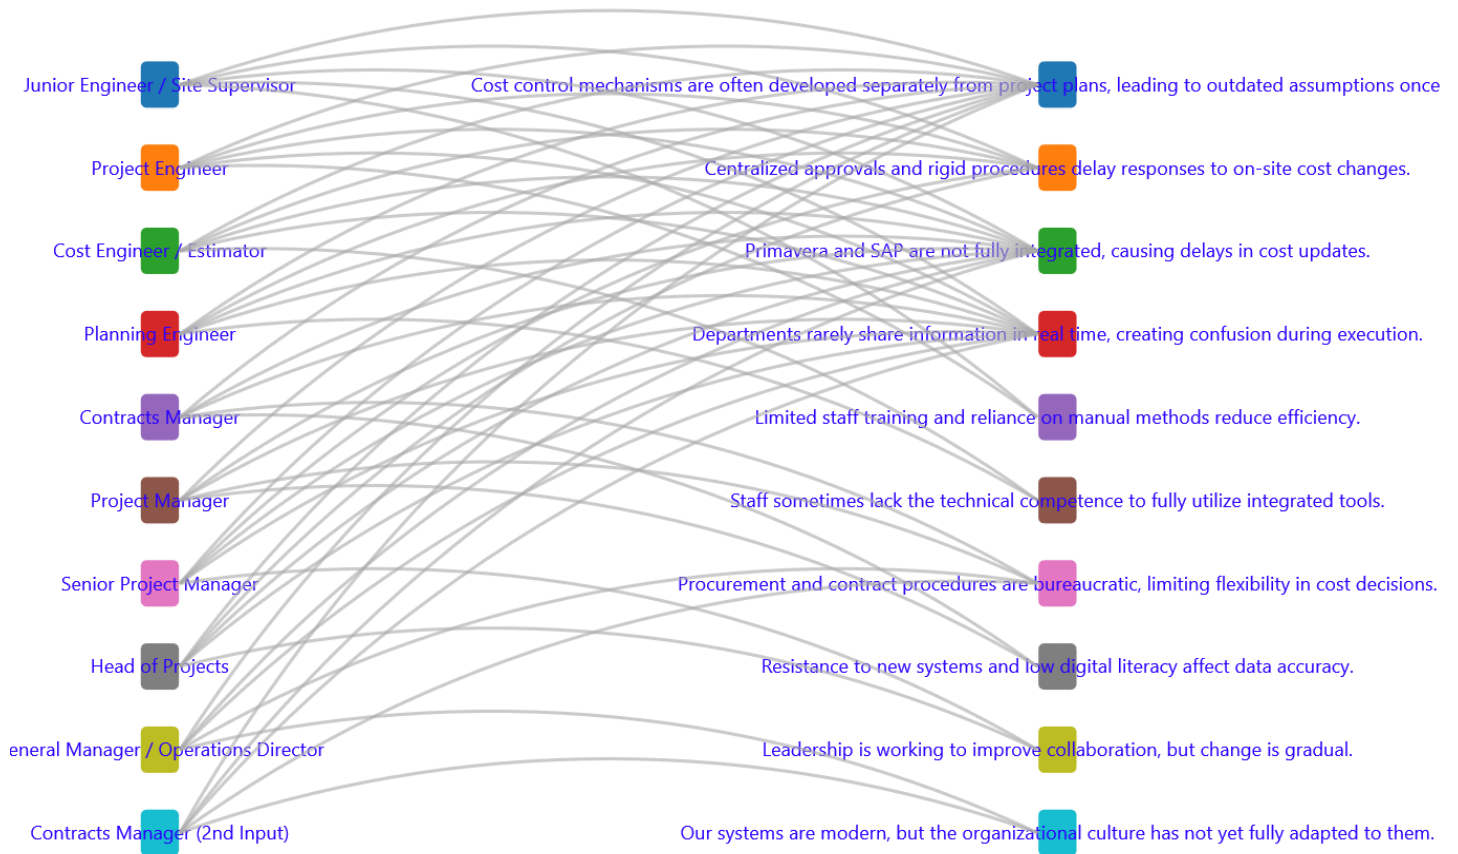 Junior Engineer / Site Supervisor
Cost control mechanisms are often developed separately from project plans, leading to outdated assumptions once
Project Engineer
Centralized approvals and rigid procedures delay responses to on-site cost changes.
Cost Engineer / Estimator
Primavera and SAP are not fully integrated, causing delays in cost updates.
Planning Engineer
Departments rarely share information in real time, creating confusion during execution.
Contracts Manager
Limited staff training and reliance on manual methods reduce efficiency.
Project Manager
Staff sometimes lack the technical competence to fully utilize integrated tools.
Senior Project Manager
Procurement and contract procedures are bureaucratic, limiting flexibility in cost decisions.
Head of Projects
Resistance to new systems and low digital literacy affect data accuracy.
eneral Manager / Operations Director
Leadership is working to improve collaboration, but change is gradual.
Contracts Manager (2nd Input)
Our systems are modern, but the organizational culture has not yet fully adapted to them.